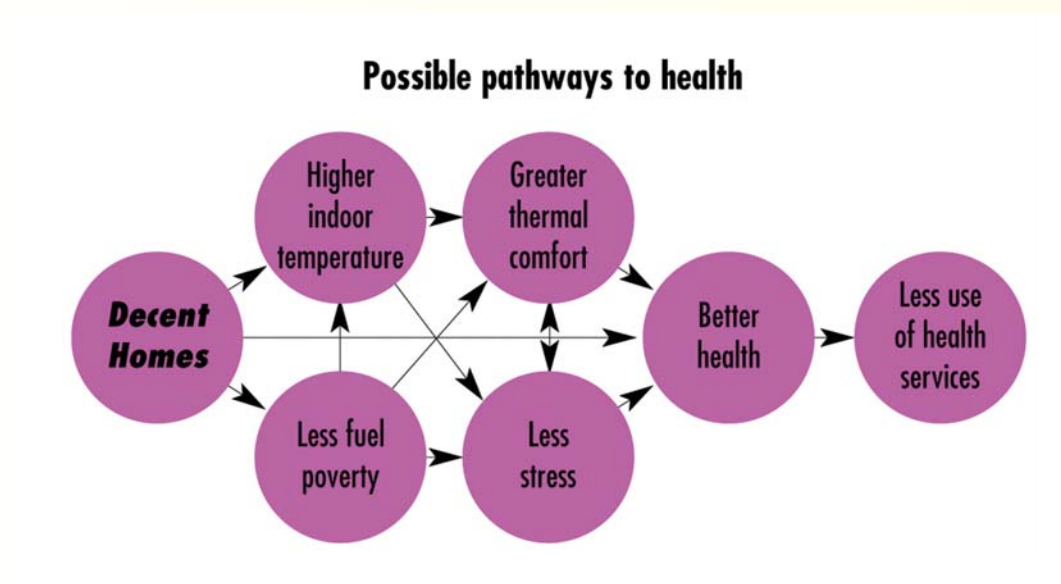 Possible pathways to health
Higher
indoor
temperature
Greater
thermal
comfort
Decent
Homes
Better
health
Less use
of health
services
Less fuel
poverty
Less
stress